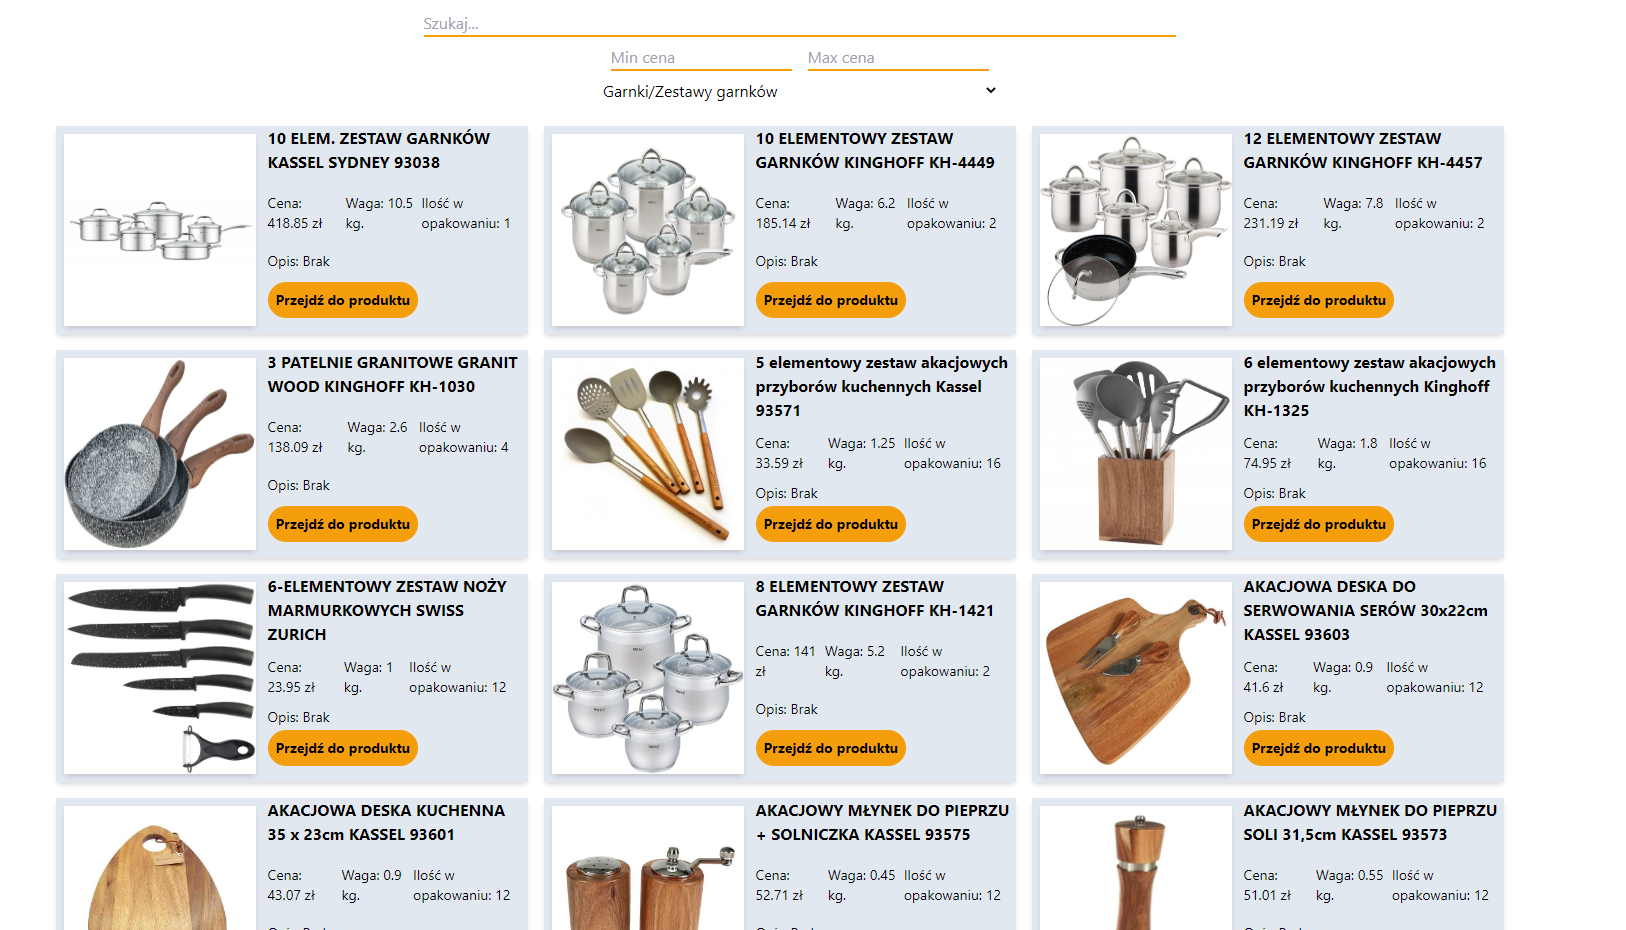 Szukaj...
Min cena
Max cena
Garnki/Zestawy garnków
10 ELEM. ZESTAW GARNKÓW
KASSEL SYDNEY 93038
Cena:
418.85 zł
Waga: 10.5
kg.
Ilość w
opakowaniu: 1
Opis: Brak
Przejdź do produktu
10 ELEMENTOWY ZESTAW
GARNKÓW KINGHOFF KH-4449
Cena:
185.14 zł
Waga: 6.2
kg.
Ilość w
opakowaniu: 2
Opis: Brak
Przejdź do produktu
12 ELEMENTOWY ZESTAW
GARNKÓW KINGHOFF KH-4457
Cena:
231.19 zł
Waga: 7.8
kg.
Ilość w
opakowaniu: 2
Opis: Brak
Przejdź do produktu
3 PATELNIE GRANITOWE GRANIT
WOOD KINGHOFF KH-1030
Cena:
138.09 zł
Waga: 2.6
kg.
Ilość w
opakowaniu: 4
Opis: Brak
Przejdź do produktu
5 elementowy zestaw akacjowych
przyborów kuchennych Kassel
93571
Cena:
33.59 zł
Waga: 1.25
kg.
Ilość w
opakowaniu: 16
Opis: Brak
Przejdź do produktu
6 elementowy zestaw akacjowych
przyborów kuchennych Kinghoff
KH-1325
Cena:
74.95 zł
Waga: 1.8
kg.
Ilość w
opakowaniu: 16
Opis: Brak
Przejdź do produktu
6-ELEMENTOWY ZESTAW NOŻY
MARMURKOWYCH SWISS
ZURICH
Cena:
23.95 zł
Waga: 1
kg.
Ilość w
opakowaniu: 12
Opis: Brak
Przejdź do produktu
8 ELEMENTOWY ZESTAW
GARNKÓW KINGHOFF KH-1421
Cena: 141
zł
Waga: 5.2
kg.
Ilość w
opakowaniu: 2
Opis: Brak
Przejdź do produktu
AKACJOWA DESKA DO
SERWOWANIA SERÓW 30x22cm
KASSEL 93603
Cena:
41.6 zł
Waga: 0.9
kg.
Ilość w
opakowaniu: 12
Opis: Brak
Przejdź do produktu
AKACJOWA DESKA KUCHENNA
35 x 23cm KASSEL 93601
Cena:
43.07 zł
Waga: 0.9
kg.
Ilość w
opakowaniu: 12
AKACJOWY MŁYNEK DO PIEPRZU
+ SOLNICZKA KASSEL 93575
Cena:
52.71 zł
Waga: 0.45
kg.
Ilość w
opakowaniu: 12
AKACJOWY MŁYNEK DO PIEPRZU
SOLI 31,5cm KASSEL 93573
Cena:
51.01 zł
Waga: 0.55
kg.
Ilość w
opakowaniu: 12